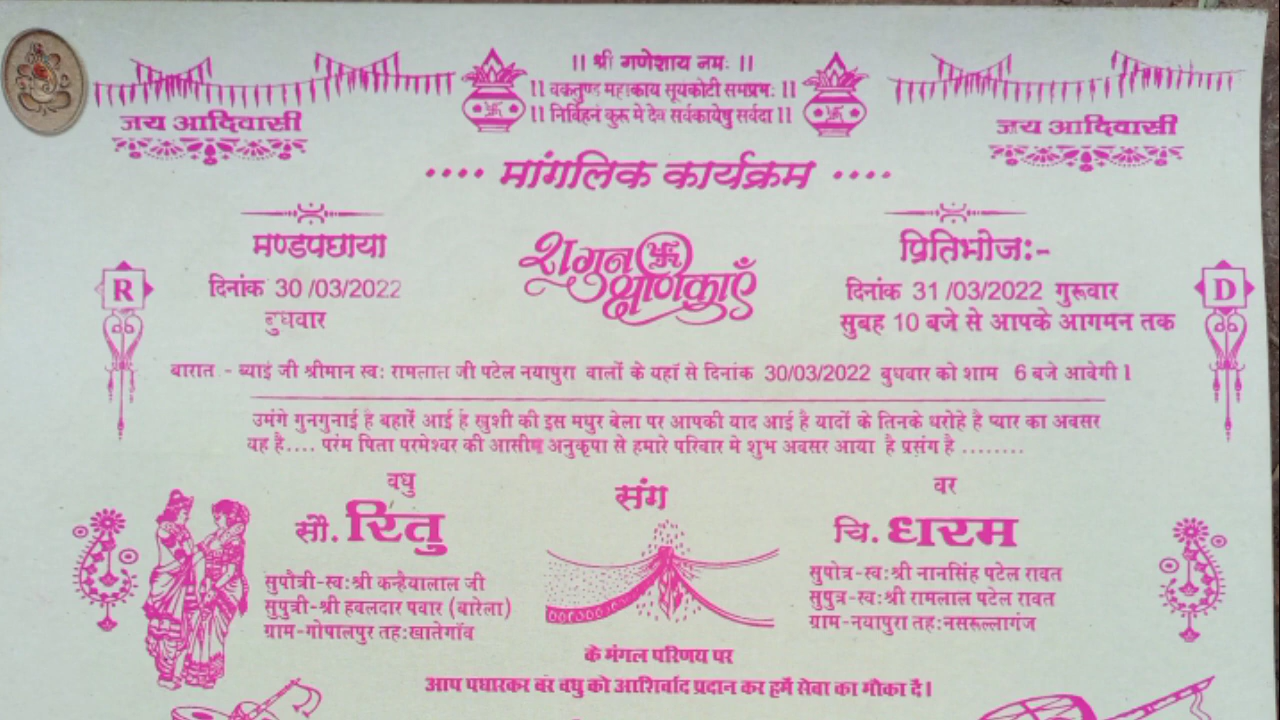 || श्री गणेशाय नमः ||
|| वक्रतुण्ड महाकाय सूर्यकोटी समप्रभः ||
|| निर्विहनं कुरू मे देव सर्वकार्येषु सर्वदा ||
जय आदिवासी
जय आदिवासी
.... मांगलिक कार्यक्रम ....
मण्डपछाया
दिनांक 30 /03/2022
बुधवार
शगुन क्षणिकाएँ
प्रितिभोज:-
दिनांक 31 /03/2022 गुरूवार
सुबह 10 बजे से आपके आगमन तक
R
D
बारात - ब्याई जी श्रीमान स्व: रामलाल जी पटेल नयापुरा वालों के यहाँ से दिनांक 30/03/2022 बुधवार को शाम 6 बजे आवेगी।
उमंगे गुनगुनाई है बहारें आई है खुशी की इस मधुर बेला पर आपकी याद आई है यादों के तिनके धरोहे है प्यार का अवसर
यह है.... परंम पिता परमेश्वर की आसीष अनुकृपा से हमारे परिवार मे शुभ अवसर आया है प्रसंग है ........
वधु
सौ. रितु
सुपौत्री-स्व:श्री कन्हैयालाल जी
सुपुत्री-श्री हवलदार पवार (बारेला)
ग्राम-गोपालपुर तह:खातेगाँव
संग
वर
चि. धरम
सुपोत्र-स्व:श्री नानसिंह पटेल रावत
सुपुत्र-स्व:श्री रामलाल पटेल रावत
ग्राम-नयापुरा तह:नसरूल्लागंज
के मंगल परिणय पर
आप पधारकर वर वधु को आशिर्वाद प्रदान कर हमें सेवा का मौका दे।